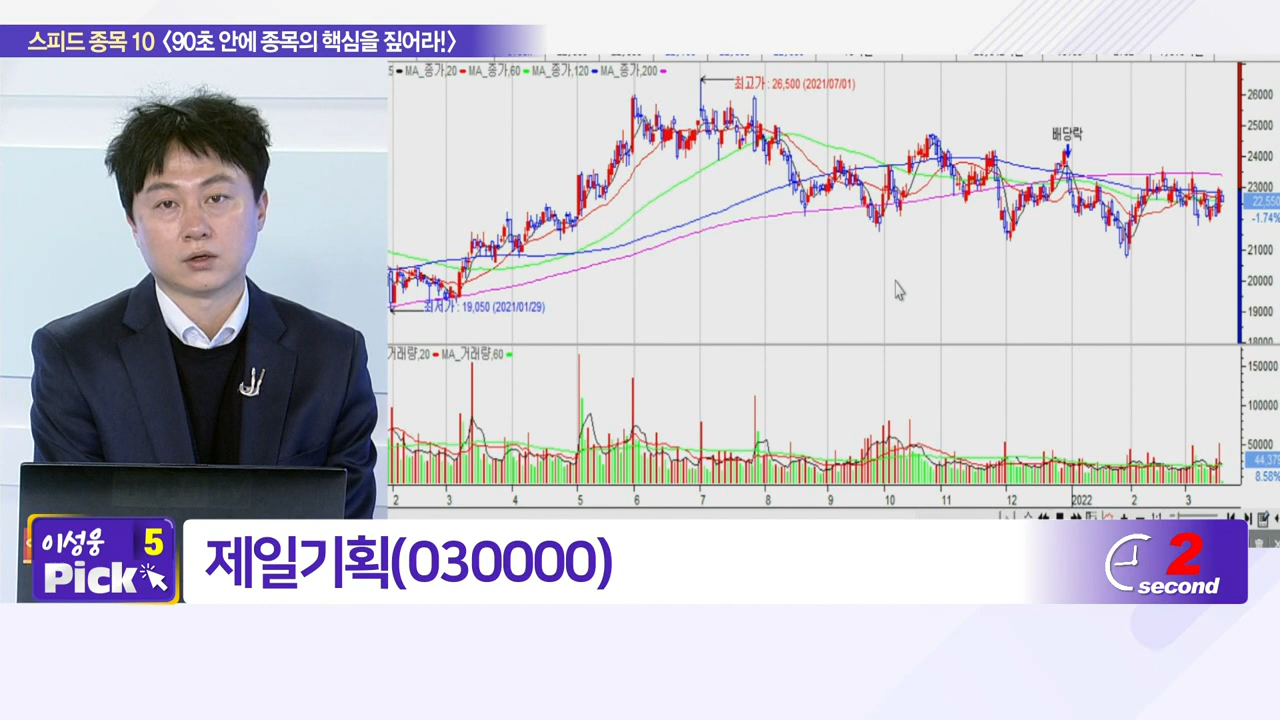 스피드 종목 10 <90초 안에 종목의 핵심을 짚어라!>
5 MA_종가,20 MA_종가,60 MA_종가,120 MA_종가,200
최고가 : 26,500 (2021/07/01)
배당락
최저가 : 19,050 (2021/01/29)
26000
25000
24000
23000
22,550
-1.74%
21000
20000
19000
18000
거래량,20 MA_거래량,60
150000
100000
50000
44,379
8.58%
2 3 4 5 6 7 8 9 10 11 12 2022 2 3
이성웅 5
Pick
제일기획(030000)
2
second